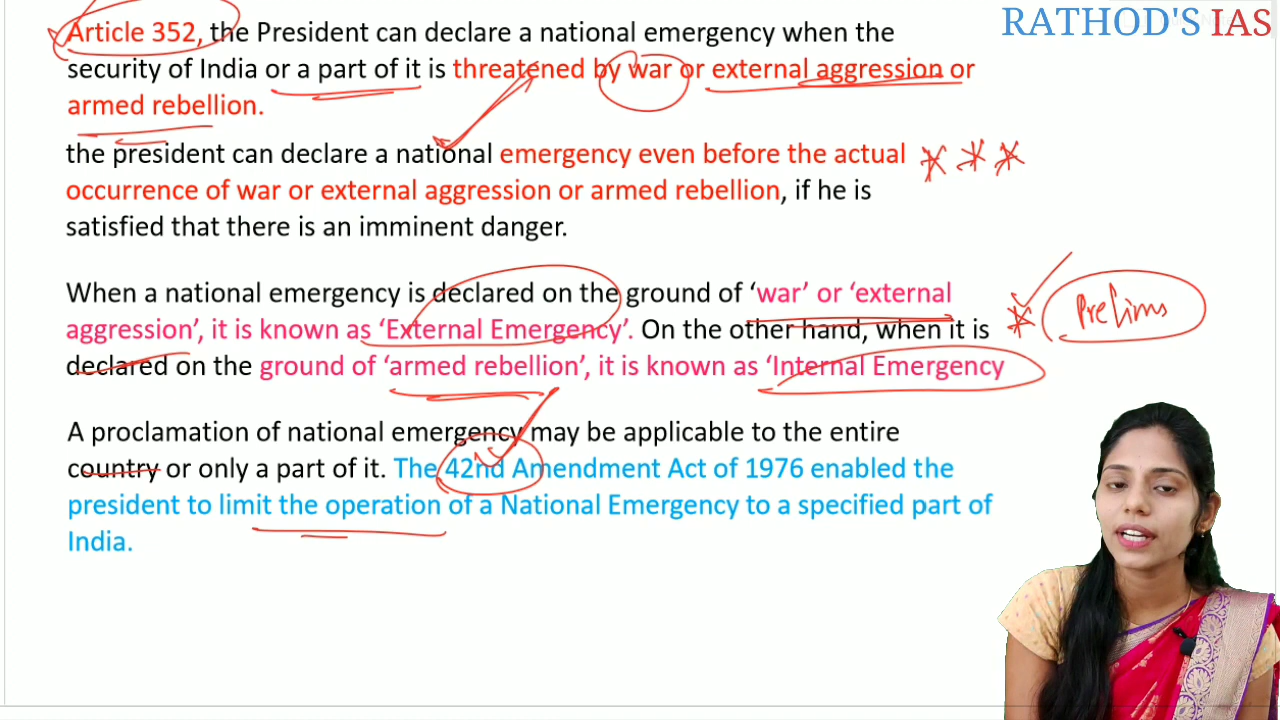 RATHOD'S IAS
Article 352, the President can declare a national emergency when the
security of India or a part of it is threatened by war or external aggression or
armed rebellion.
the president can declare a national emergency even before the actual
occurrence of war or external aggression or armed rebellion, if he is
satisfied that there is an imminent danger.
When a national emergency is declared on the ground of ‘war’ or ‘external
aggression’, it is known as ‘External Emergency’. On the other hand, when it is
declared on the ground of ‘armed rebellion’, it is known as ‘Internal Emergency
Prelims
A proclamation of national emergency may be applicable to the entire
country or only a part of it. The 42nd Amendment Act of 1976 enabled the
president to limit the operation of a National Emergency to a specified part of
India.